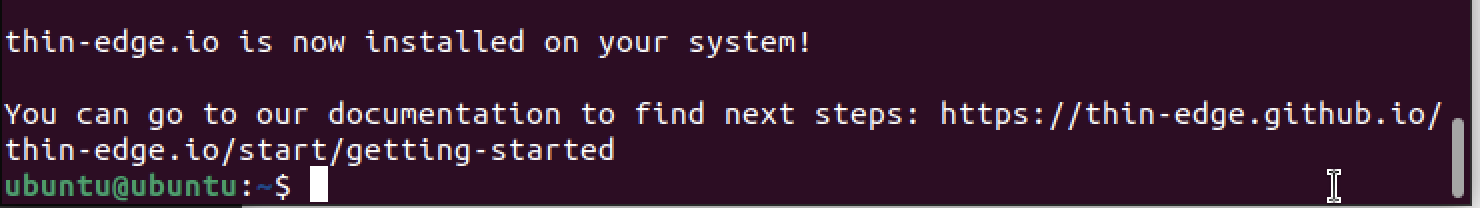 thin-edge.io is now installed on your system!
You can go to our documentation to find next steps: https://thin-edge.github.io/
thin-edge.io/start/getting-started
ubuntu@ubuntu:~$